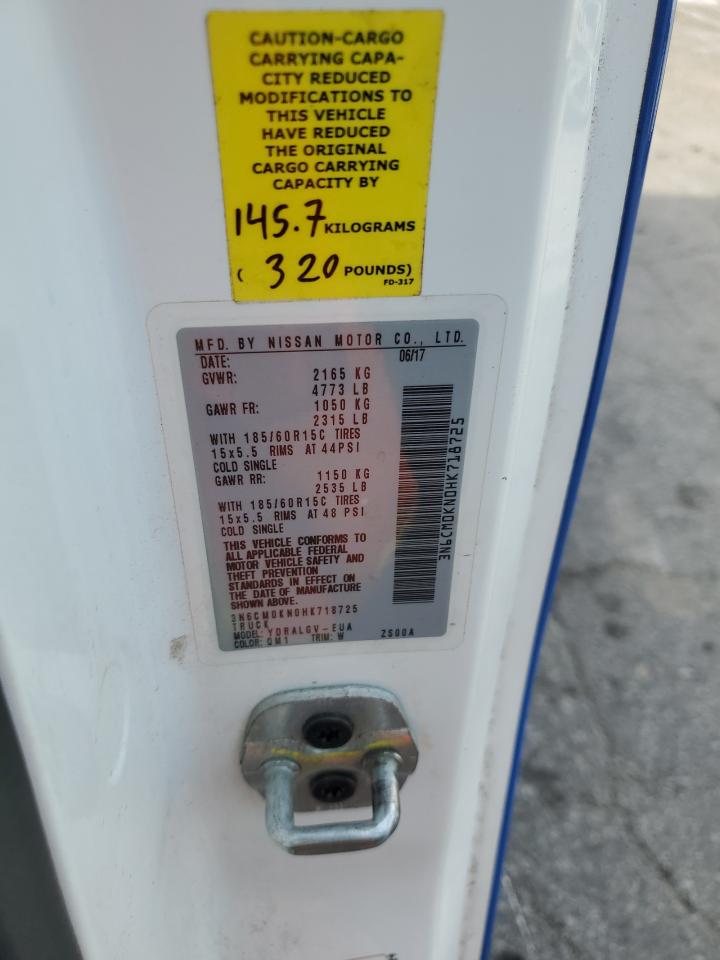 CAUTION-CARGO
CARRYING CAPA-
CITY REDUCED
MODIFICATIONS TO
THIS VEHICLE
HAVE REDUCED
THE ORIGINAL
CARGO CARRYING
CAPACITY BY
145.7 KILOGRAMS
( 320 POUNDS)
FD-317
MFD. BY NISSAN MOTOR CO., LTD.
DATE: 06/17
GVWR: 2165 KG
4773 LB
GAWR FR: 1050 KG
2315 LB
WITH 185/60R15C TIRES
15x5.5 RIMS AT 44PSI
COLD SINGLE
GAWR RR: 1150 KG
2535 LB
WITH 185/60R15C TIRES
15x5.5 RIMS AT 48 PSI
COLD SINGLE
THIS VEHICLE CONFORMS TO
ALL APPLICABLE FEDERAL
MOTOR VEHICLE SAFETY AND
THEFT PREVENTION
STANDARDS IN EFFECT ON
THE DATE OF MANUFACTURE
SHOWN ABOVE.
3N6CM0KN0HK718725
TRUCK
MODEL: YDRALGV-EUA
COLOR: QM1 TRIM: W ZS00A
3N6CM0KN0HK718725